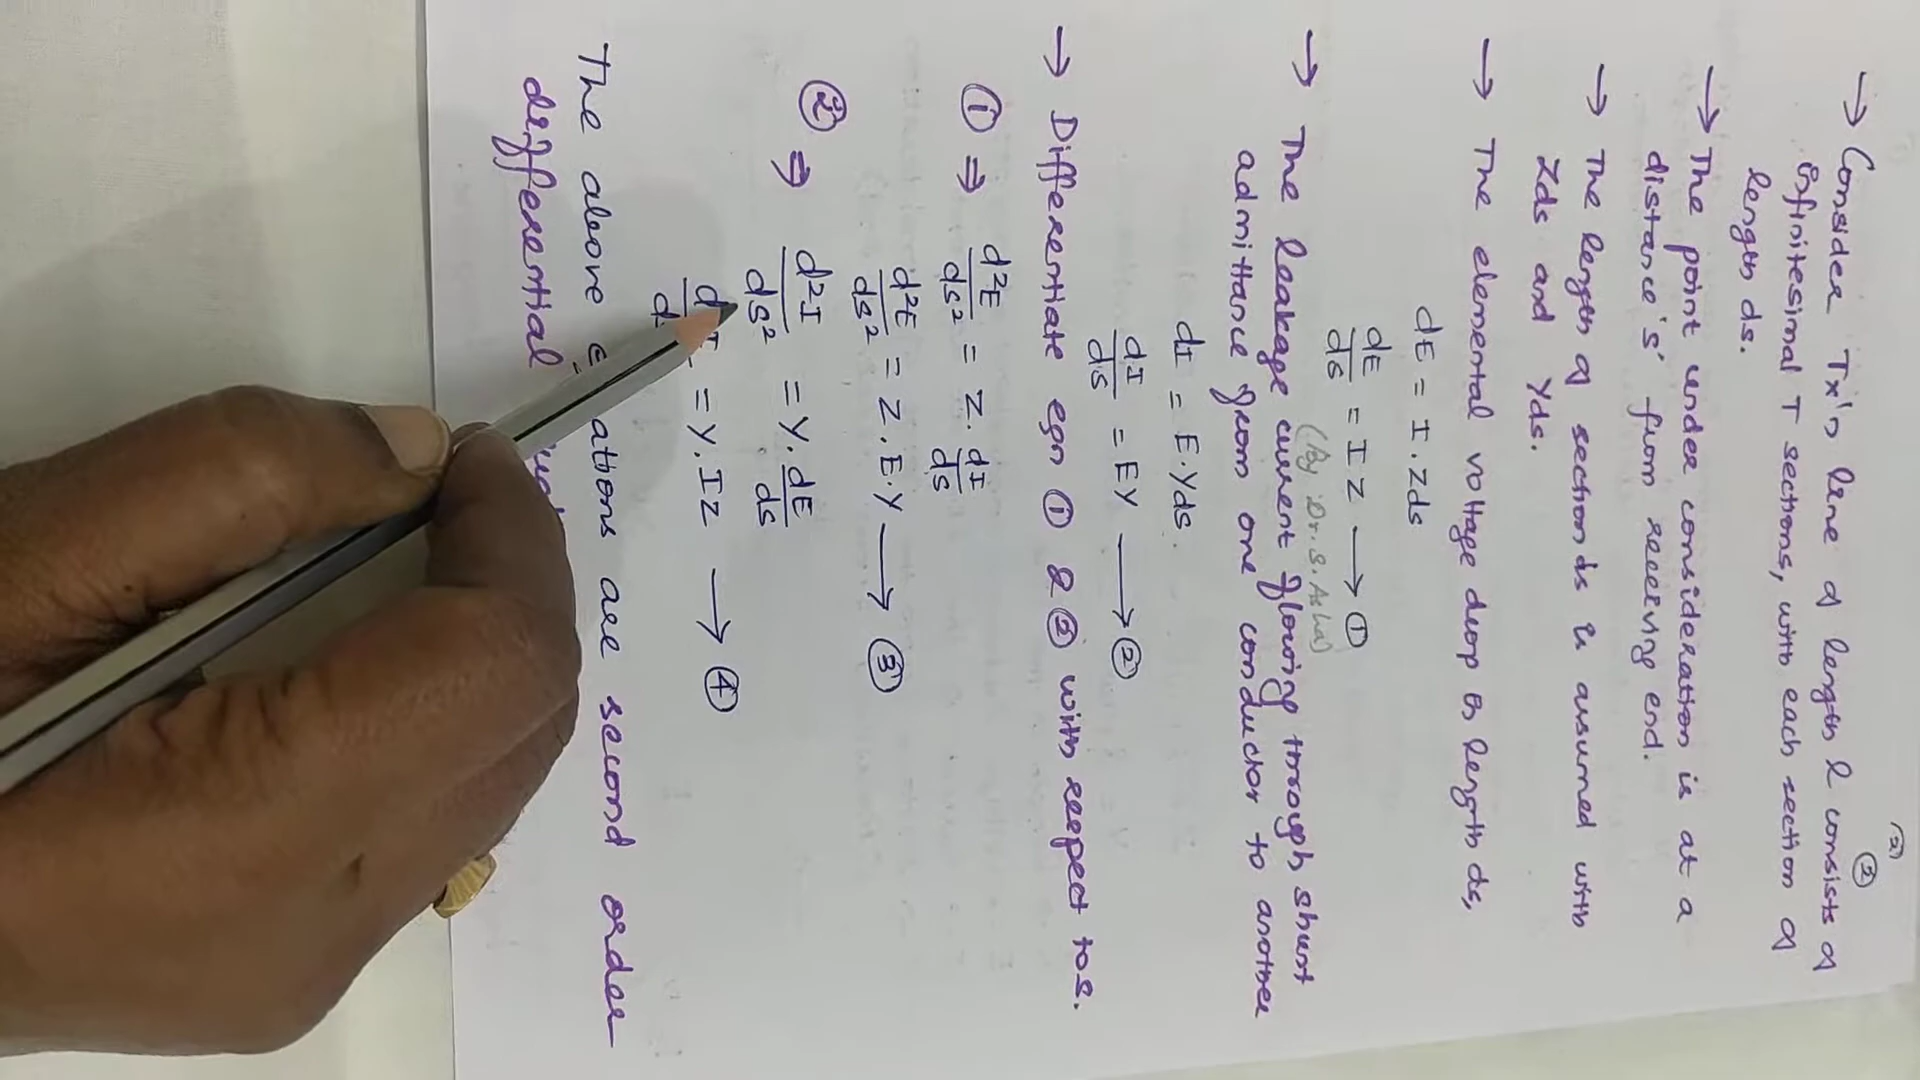 ②
(2)
→ Consider Tx'n line of length l consists of
infinitesimal T sections, with each section of
length ds.
→ The point under consideration is at a
distance 's' from receiving end.
→ The length of section ds is assumed with
Zds and Yds.
→ The elemental voltage drop is length ds,
dE = I . Zds
dE/ds = I Z → ①
(By Dr. S. Asha)
→ The leakage current flowing through shunt
admittance from one conductor to another
dI = E . Yds .
dI/ds = EY → ②
→ Differentiate eqn ① & ② with respect to s.
① ⇒ d²E/ds² = Z . dI/ds
d²E/ds² = Z . E . Y → ③
② ⇒ d²I/ds² = Y . dE/ds
= Y . IZ → ④
The above are second order
differential